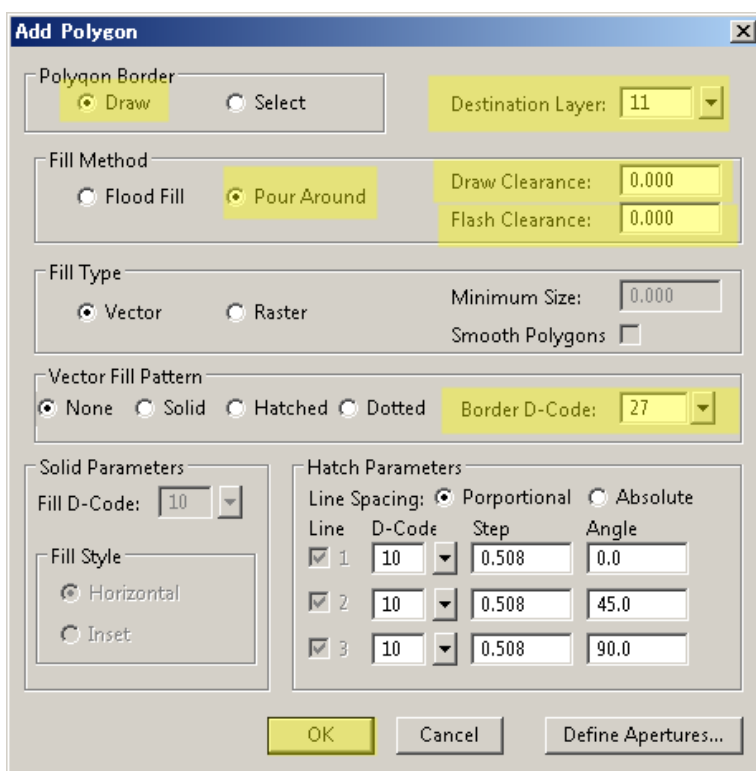 Add Polygon
Polygon Border
Draw Select
Destination Layer: 11
Fill Method
Flood Fill Pour Around
Draw Clearance: 0.000
Flash Clearance: 0.000
Fill Type
Vector Raster
Minimum Size: 0.000
Smooth Polygons
Vector Fill Pattern
None Solid Hatched Dotted Border D-Code: 27
Solid Parameters
Fill D-Code: 10
Fill Style
Horizontal
Inset
Hatch Parameters
Line Spacing: Porportional Absolute
Line D-Code Step Angle
1 10 0.508 0.0
2 10 0.508 45.0
3 10 0.508 90.0
OK Cancel Define Apertures...